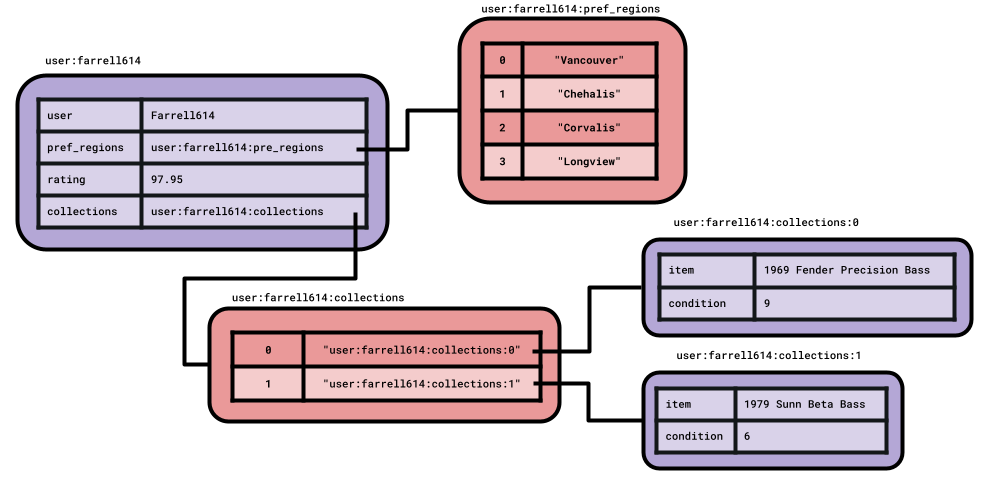 user:farrell614:pref_regions
0 "Vancouver"
1 "Chehalis"
2 "Corvalis"
3 "Longview"
user:farrell614
user Farrell614
pref_regions user:farrell614:pre_regions
rating 97.95
collections user:farrell614:collections
user:farrell614:collections
0 "user:farrell614:collections:0"
1 "user:farrell614:collections:1"
user:farrell614:collections:0
item 1969 Fender Precision Bass
condition 9
user:farrell614:collections:1
item 1979 Sunn Beta Bass
condition 6